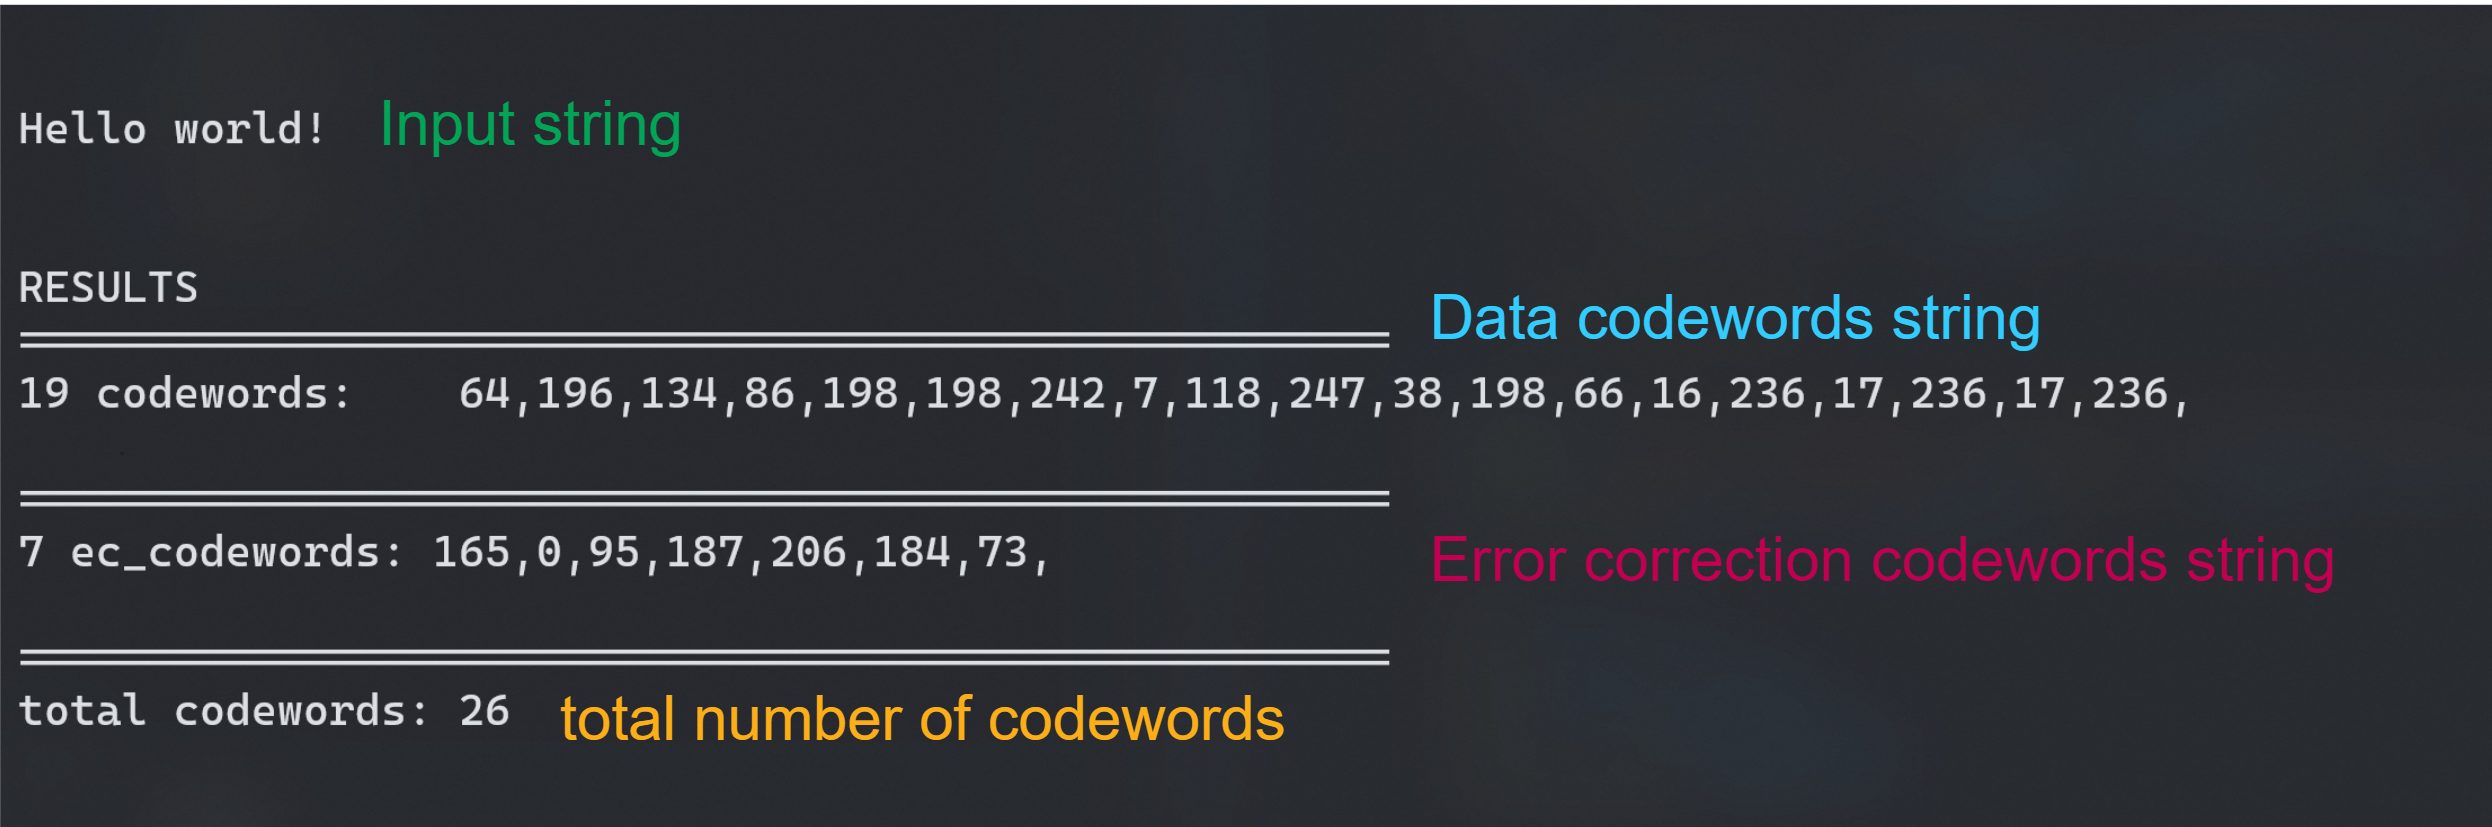 Hello world! Input string
RESULTS
Data codewords string
19 codewords: 64,196,134,86,198,198,242,7,118,247,38,198,66,16,236,17,236,17,236,
7 ec_codewords: 165,0,95,187,206,184,73,
Error correction codewords string
total codewords: 26 total number of codewords